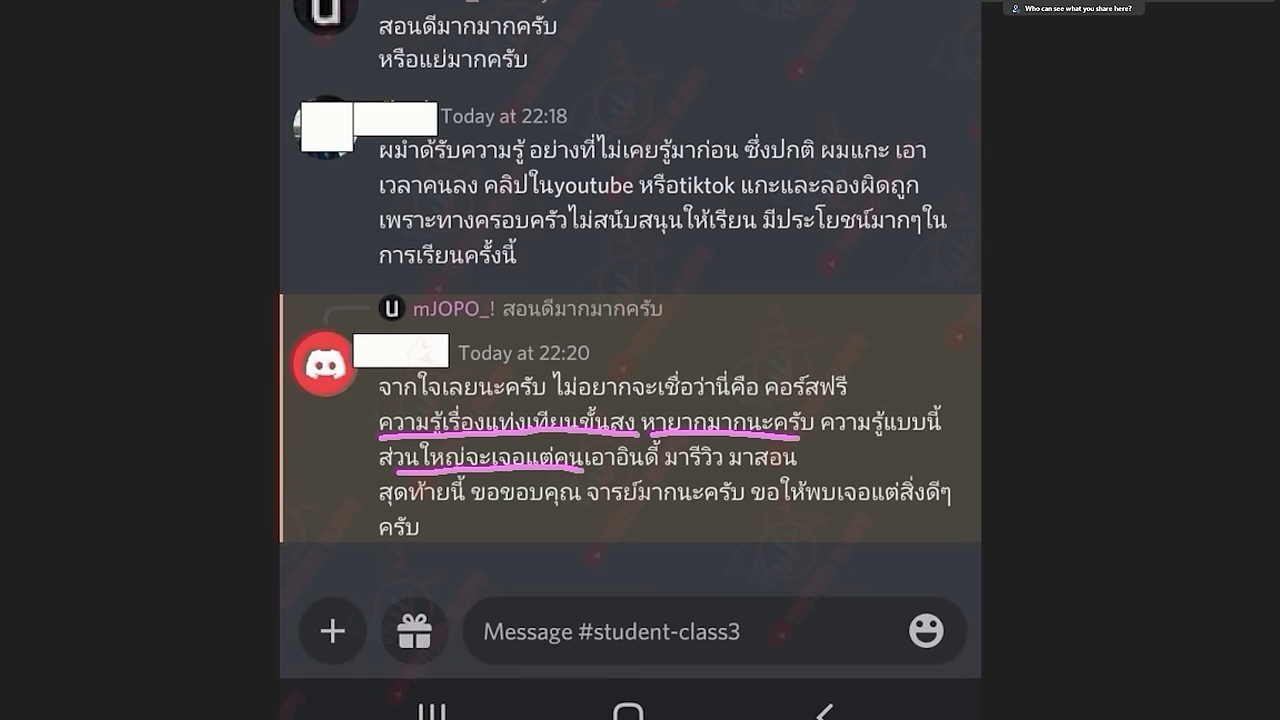 Who can see what you share here?
สอนดีมากมากครับ
หรือแย่มากครับ
Today at 22:18
ผมำด้รับความรู้ อย่างที่ไม่เคยรู้มาก่อน ซึ่งปกติ ผมแกะ เอา
เวลาคนลง คลิปในyoutube หรือtiktok แกะและลองผิดถูก
เพราะทางครอบครัวไม่สนับสนุนให้เรียน มีประโยชน์มากๆใน
การเรียนครั้งนี้
mJOPO_! สอนดีมากมากครับ
Today at 22:20
จากใจเลยนะครับ ไม่อยากจะเชื่อว่านี่คือ คอร์สฟรี
ความรู้เรื่องแท่งเทียนขั้นสูง หายากมากนะครับ ความรู้แบบนี้
ส่วนใหญ่จะเจอแต่คนเอาอินดี้ มารีวิว มาสอน
สุดท้ายนี้ ขอขอบคุณ จารย์มากนะครับ ขอให้พบเจอแต่สิ่งดีๆ
ครับ
Message #student-class3